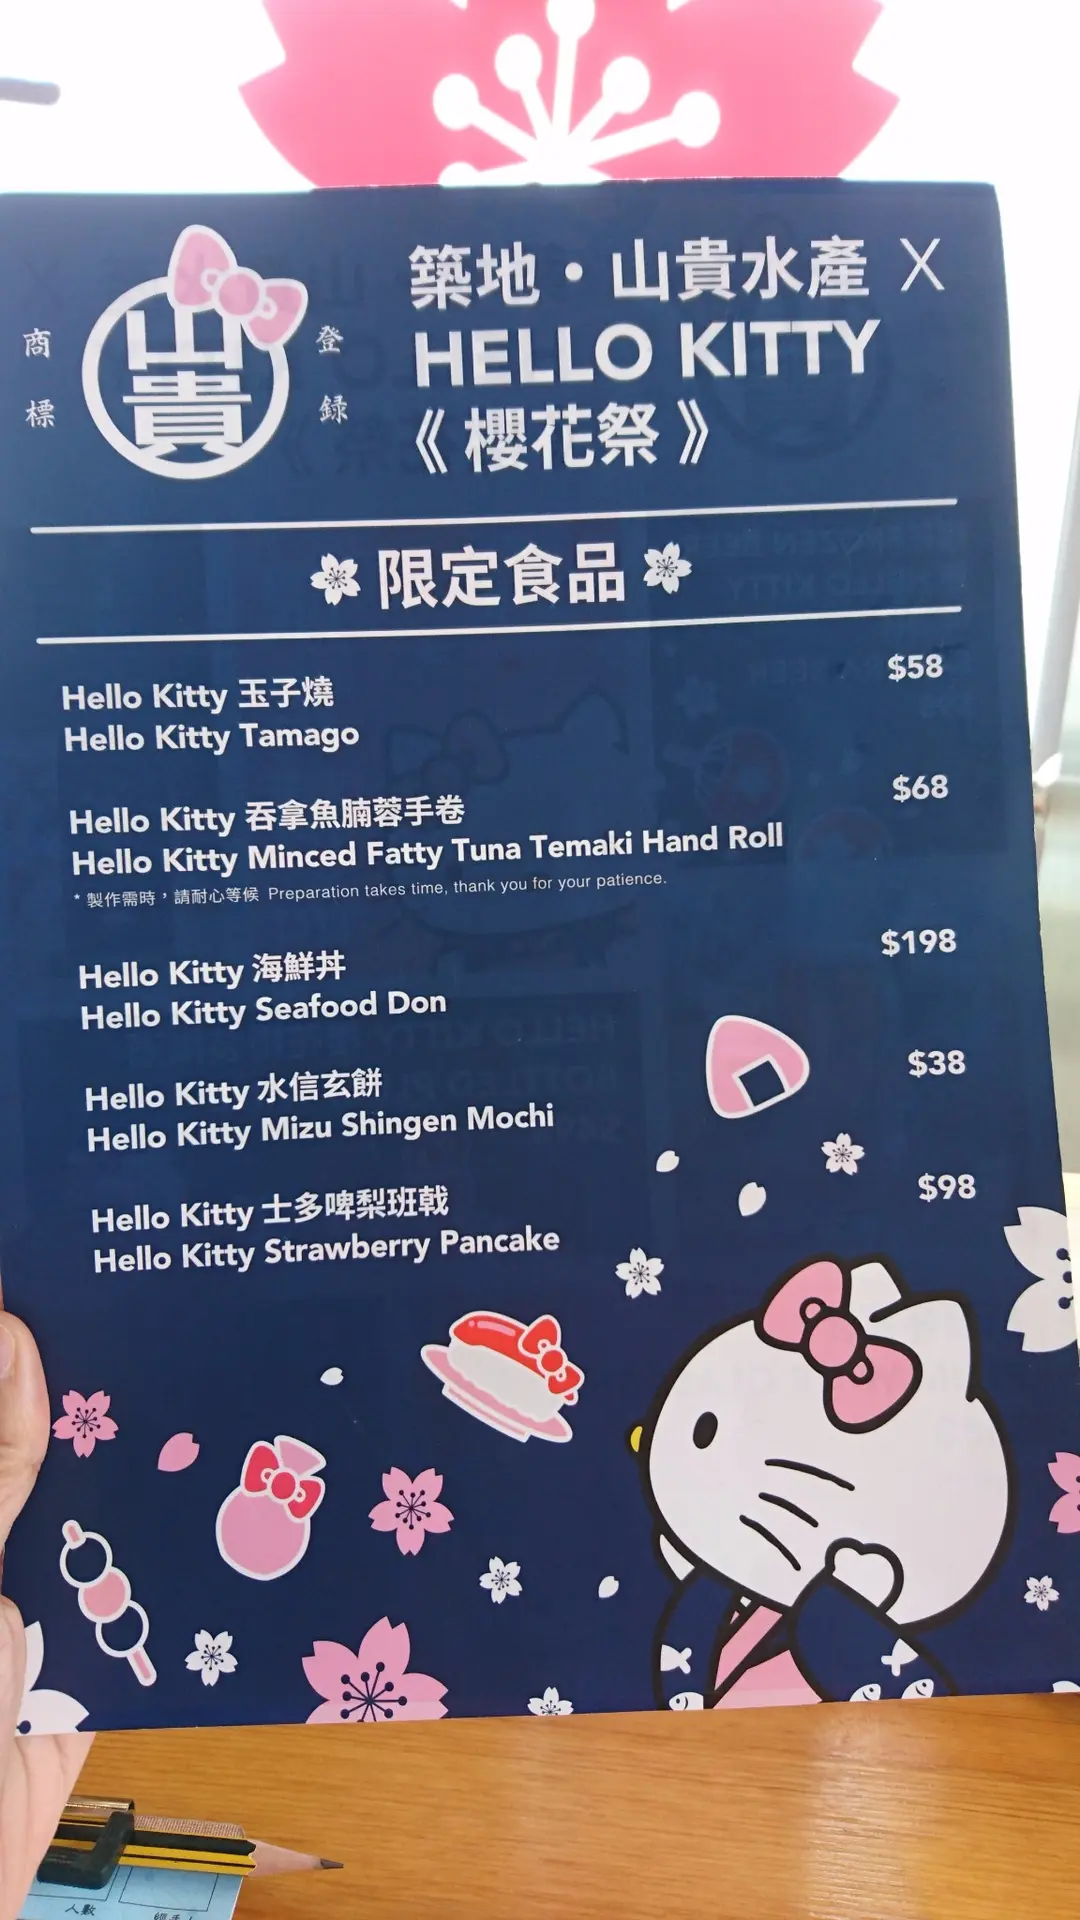 商標
山貴
登録
築地・山貴水產 X
HELLO KITTY
《櫻花祭》
限定食品
Hello Kitty 玉子燒 $58
Hello Kitty Tamago
Hello Kitty 吞拿魚腩蓉手卷 $68
Hello Kitty Minced Fatty Tuna Temaki Hand Roll
* 製作需時，請耐心等候 Preparation takes time, thank you for your patience.
Hello Kitty 海鮮丼 $198
Hello Kitty Seafood Don
Hello Kitty 水信玄餅 $38
Hello Kitty Mizu Shingen Mochi
Hello Kitty 士多啤梨班戟 $98
Hello Kitty Strawberry Pancake
人數